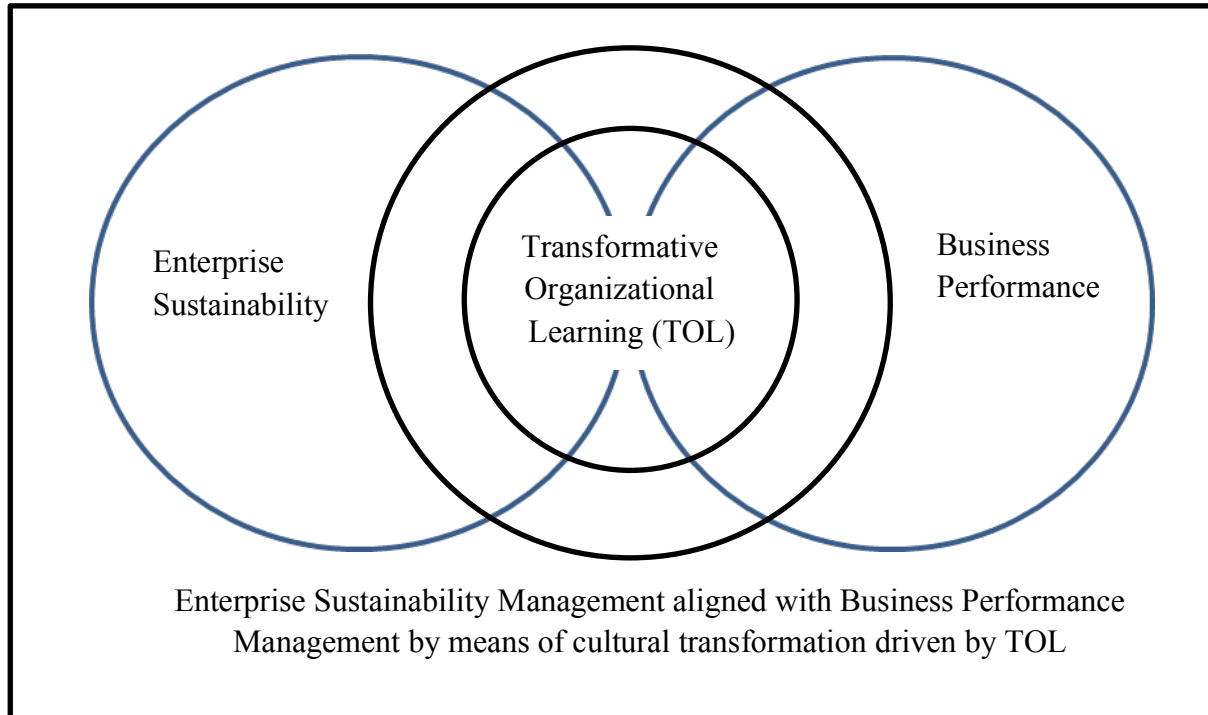 Enterprise
Sustainability
Transformative
Organizational
Learning (TOL)
Business
Performance
Enterprise Sustainability Management aligned with Business Performance
Management by means of cultural transformation driven by TOL